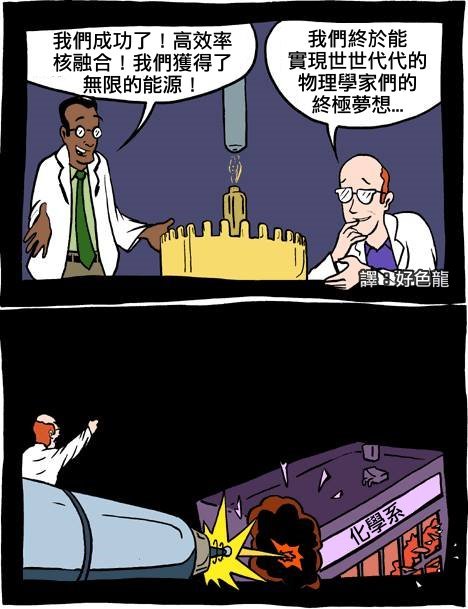 我們成功了！高效率
核融合！我們獲得了
無限的能源！
我們終於能
實現世世代代的
物理學家們的
終極夢想...
譯：好色龍
化學系